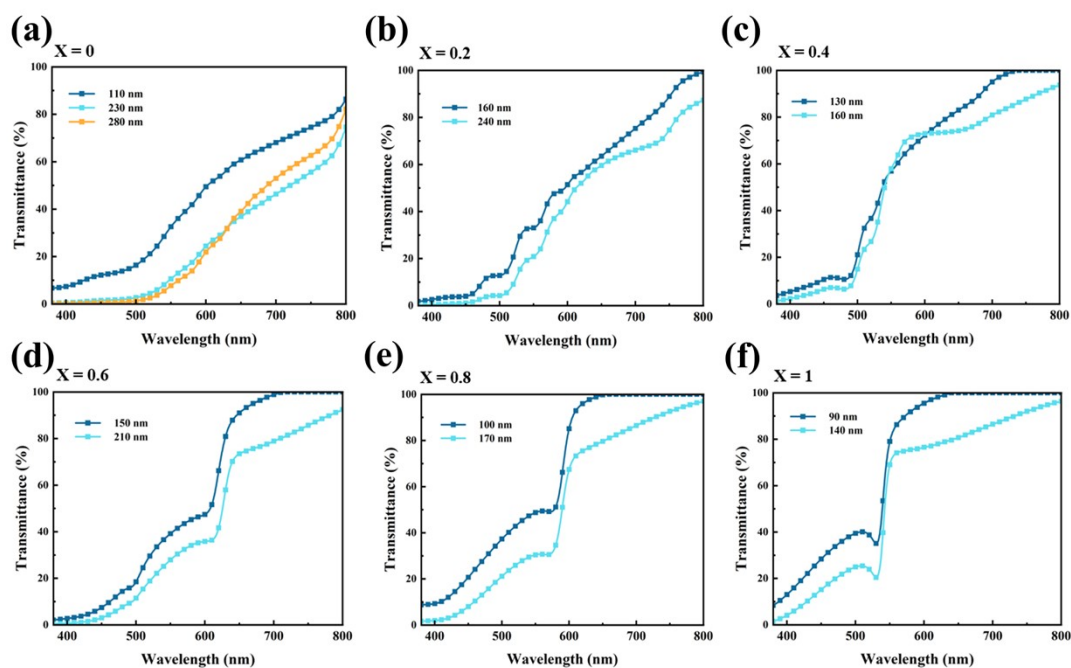 (a)
X = 0
110 nm
230 nm
280 nm
Transmittance (%)
100
80
60
40
20
0
400
500
600
700
800
Wavelength (nm)
(b)
X = 0.2
160 nm
240 nm
Transmittance (%)
100
80
60
40
20
0
400
500
600
700
800
Wavelength (nm)
(c)
X = 0.4
130 nm
160 nm
Transmittance (%)
100
80
60
40
20
0
400
500
600
700
800
Wavelength (nm)
(d)
X = 0.6
150 nm
210 nm
Transmittance (%)
100
80
60
40
20
0
400
500
600
700
800
Wavelength (nm)
(e)
X = 0.8
100 nm
170 nm
Transmittance (%)
100
80
60
40
20
0
400
500
600
700
800
Wavelength (nm)
(f)
X = 1
90 nm
140 nm
Transmittance (%)
100
80
60
40
20
0
400
500
600
700
800
Wavelength (nm)